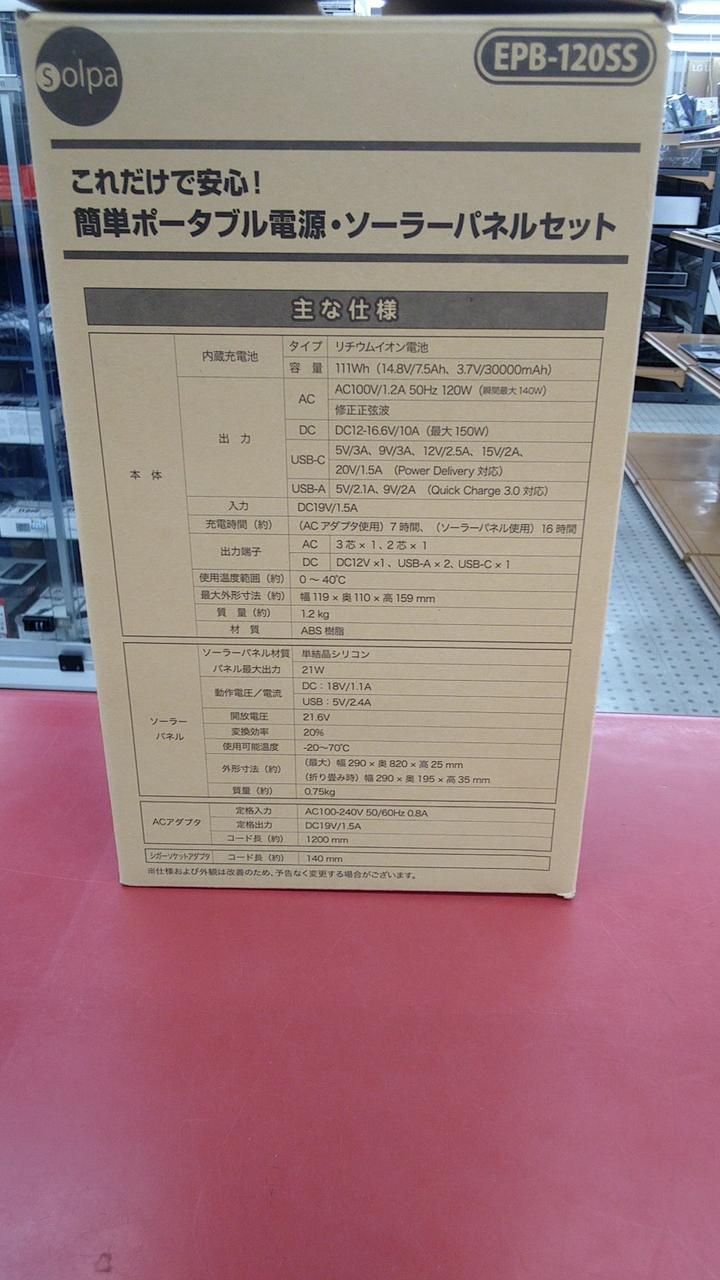 solpa
EPB-120SS
これだけで安心!
簡単ポータブル電源・ソーラーパネルセット
主な仕様
本 体
内蔵充電池 タイプ リチウムイオン電池
容 量 111Wh（14.8V/7.5Ah、3.7V/30000mAh）
出 力 AC AC100V/1.2A 50Hz 120W（瞬間最大140W）
修正正弦波
DC DC12-16.6V/10A（最大 150W）
USB-C 5V/3A、9V/3A、12V/2.5A、15V/2A、
20V/1.5A （Power Delivery 対応）
USB-A 5V/2.1A、9V/2A （Quick Charge 3.0 対応）
入力 DC19V/1.5A
充電時間（約） （AC アダプタ使用）7 時間、（ソーラーパネル使用）16 時間
出力端子 AC 3 芯 × 1、2 芯 × 1
DC DC12V ×1、USB-A × 2、USB-C × 1
使用温度範囲（約） 0 ～ 40℃
最大外形寸法（約） 幅 119 × 奥 110 × 高 159 mm
質 量（約） 1.2 kg
材 質 ABS 樹脂
ソーラー
パネル
ソーラーパネル材質 単結晶シリコン
パネル最大出力 21W
動作電圧／電流 DC：18V/1.1A
USB：5V/2.4A
開放電圧 21.6V
変換効率 20%
使用可能温度 -20～70℃
外形寸法（約） （最大）幅 290 × 奥 820 × 高 25 mm
（折り畳み時）幅 290 × 奥 195 × 高 35 mm
質量（約） 0.75kg
ACアダプタ
定格入力 AC100-240V 50/60Hz 0.8A
定格出力 DC19V/1.5A
コード長（約） 1200 mm
シガーソケットアダプタ コード長（約） 140 mm
※仕様および外観は改善のため、予告なく変更する場合がございます。